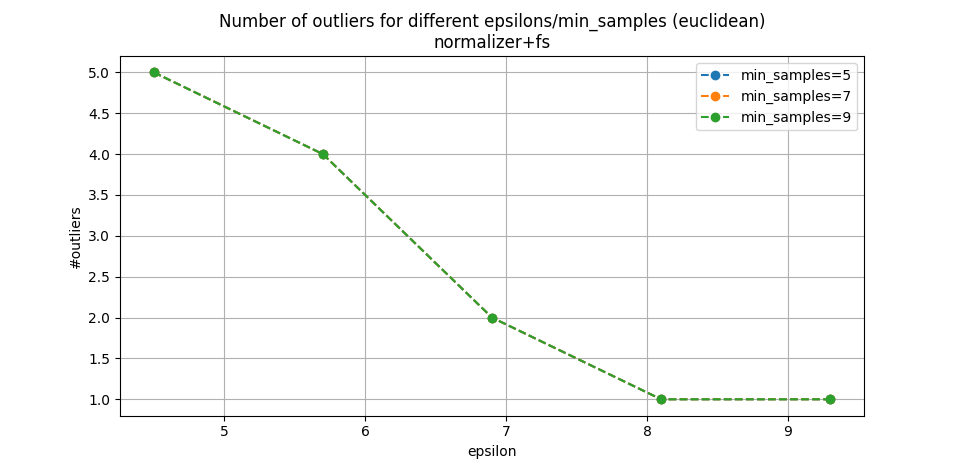 Number of outliers for different epsilons/min_samples (euclidean)
normalizer+fs
min_samples=5
min_samples=7
min_samples=9
5.0
4.5
4.0
3.5
3.0
2.5
2.0
1.5
1.0
#outliers
5 6 7 8 9
epsilon